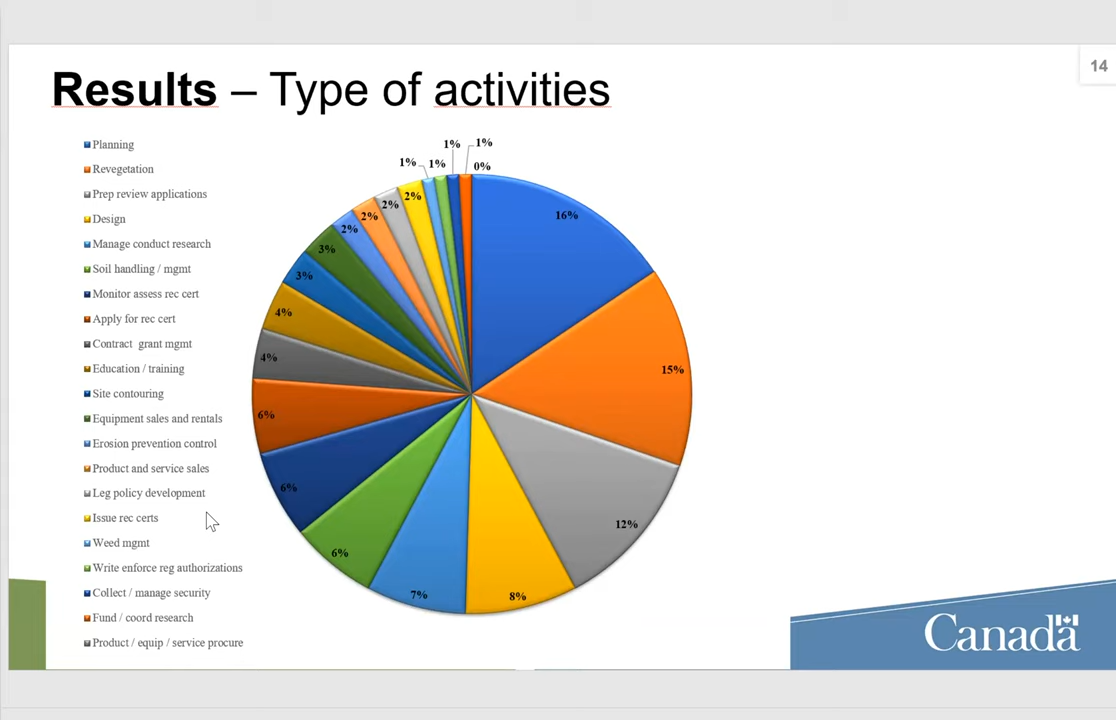 14
Results – Type of activities
Planning
Revegetation
Prep review applications
Design
Manage conduct research
Soil handling / mgmt
Monitor assess rec cert
Apply for rec cert
Contract  grant mgmt
Education / training
Site contouring
Equipment sales and rentals
Erosion prevention control
Product and service sales
Leg policy development
Issue rec certs
Weed mgmt
Write enforce reg authorizations
Collect / manage security
Fund / coord research
Product / equip / service procure
16%
15%
12%
8%
7%
6%
6%
6%
4%
4%
3%
3%
2%
2%
2%
2%
1%
1%
1%
1%
0%
Canada